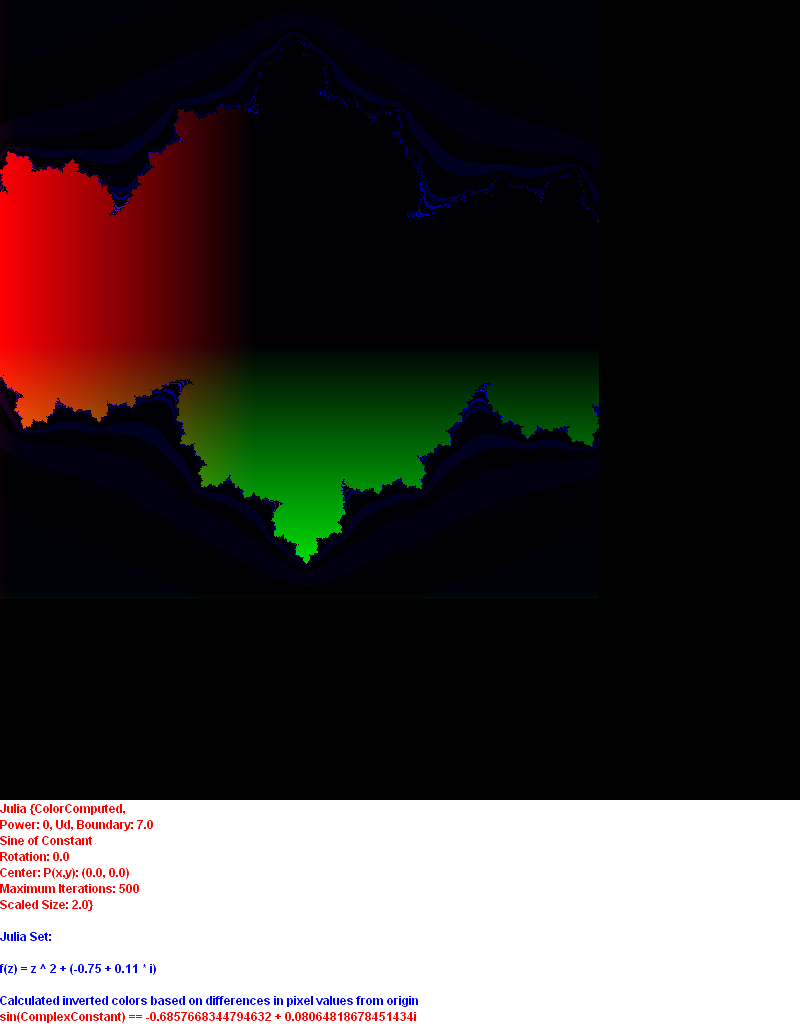 Julia {ColorComputed,
Power: 0, Ud, Boundary: 7.0
Sine of Constant
Rotation: 0.0
Center: P(x,y): (0.0, 0.0)
Maximum Iterations: 500
Scaled Size: 2.0}
Julia Set:
f(z) = z ^ 2 + (-0.75 + 0.11 * i)
Calculated inverted colors based on differences in pixel values from origin
sin(ComplexConstant) == -0.6857668344794632 + 0.08064818678451434i